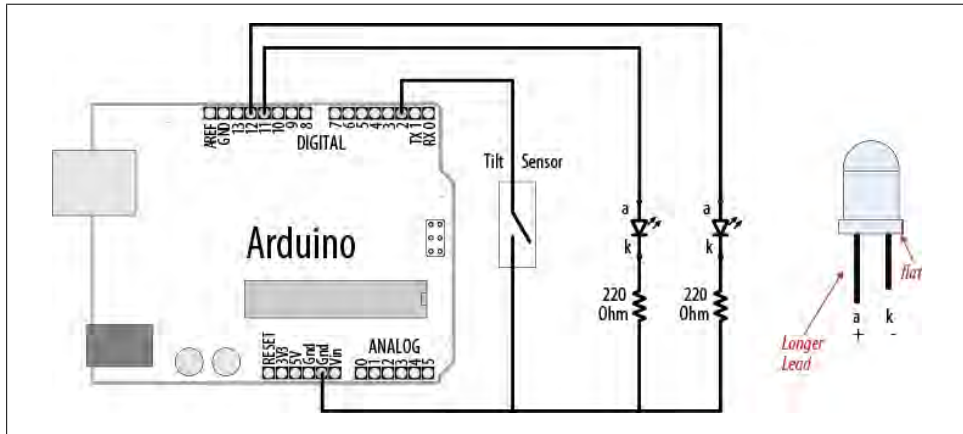 AREF
GND
13
12
11
10
9
8
7
6
5
4
3
2
TX 1
RX 0
DIGITAL
Tilt Sensor
Arduino
a
k
220
Ohm
a
k
220
Ohm
RESET
3V3
5V
Gnd
Gnd
Vin
ANALOG
0
1
2
3
4
5
flat
a
+
k
-
Longer
Lead